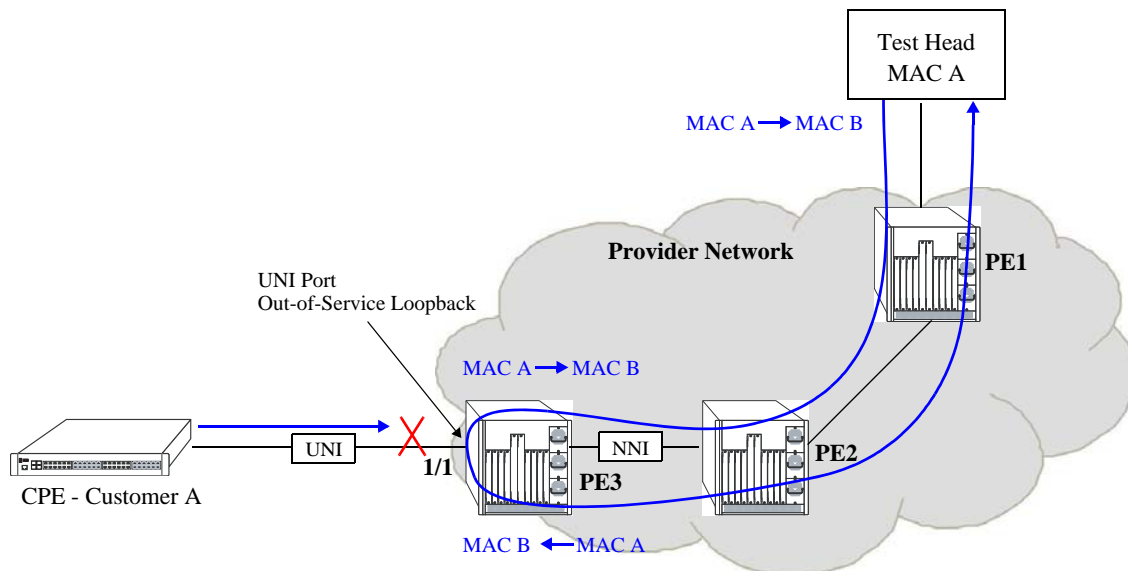 Test Head
MAC A
MAC A → MAC B
Provider Network
PE1
UNI Port
Out-of-Service Loopback
MAC A → MAC B
UNI
1/1
PE3
NNI
PE2
CPE - Customer A
MAC B ← MAC A